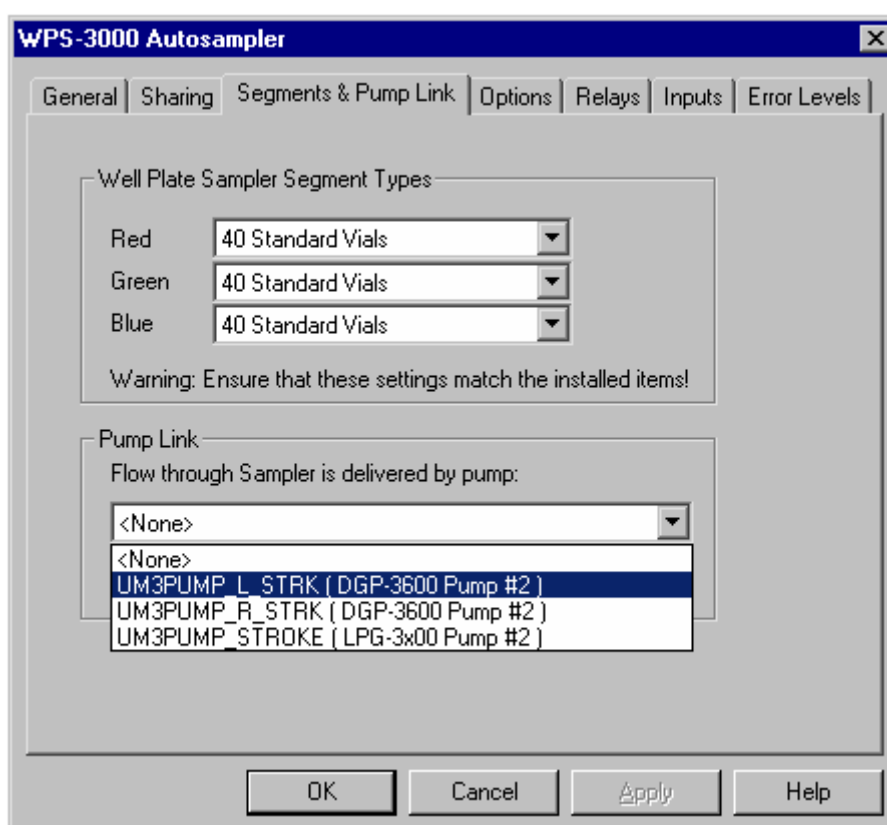 WPS-3000 Autosampler
General Sharing Segments & Pump Link Options Relays Inputs Error Levels
Well Plate Sampler Segment Types
Red 40 Standard Vials
Green 40 Standard Vials
Blue 40 Standard Vials
Warning: Ensure that these settings match the installed items!
Pump Link
Flow through Sampler is delivered by pump:
<None>
<None>
UM3PUMP_L_STRK ( DGP-3600 Pump #2 )
UM3PUMP_R_STRK ( DGP-3600 Pump #2 )
UM3PUMP_STROKE ( LPG-3x00 Pump #2 )
OK Cancel Apply Help